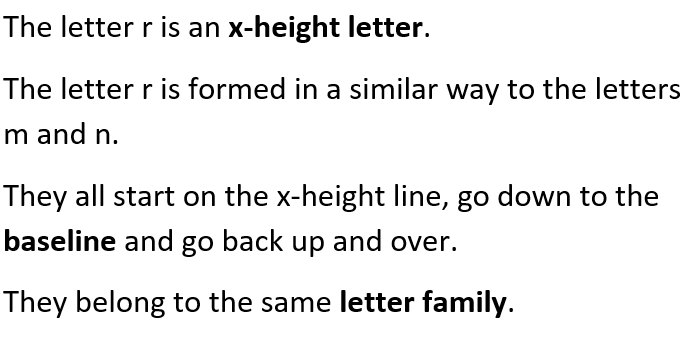 The letter r is an x-height letter.
The letter r is formed in a similar way to the letters
m and n.
They all start on the x-height line, go down to the
baseline and go back up and over.
They belong to the same letter family.